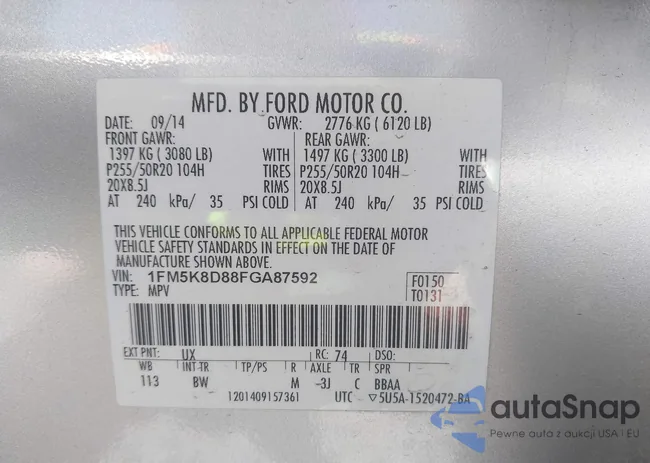 MFD. BY FORD MOTOR CO.
DATE: 09/14 GVWR: 2776 KG (6120 LB)
FRONT GAWR: REAR GAWR:
1397 KG (3080 LB) WITH 1497 KG (3300 LB) WITH
P255/50R20 104H TIRES P255/50R20 104H TIRES
20X8.5J RIMS 20X8.5J RIMS
AT 240 kPa/ 35 PSI COLD AT 240 kPa/ 35 PSI COLD
THIS VEHICLE CONFORMS TO ALL APPLICABLE FEDERAL MOTOR
VEHICLE SAFETY STANDARDS IN EFFECT ON THE DATE OF
MANUFACTURE SHOWN ABOVE.
VIN: 1FM5K8D88FGA87592 F0150
TYPE: MPV T0131
EXT PNT: UX RC: 74 DSO:
WB INT TR TP/PS R AXLE TR SPR
113 BW M -3J C BBAA
1201409157361 UTC ▽5U5A-1520472-BA
autoSnap
Pewne auto z aukcji USA i EU